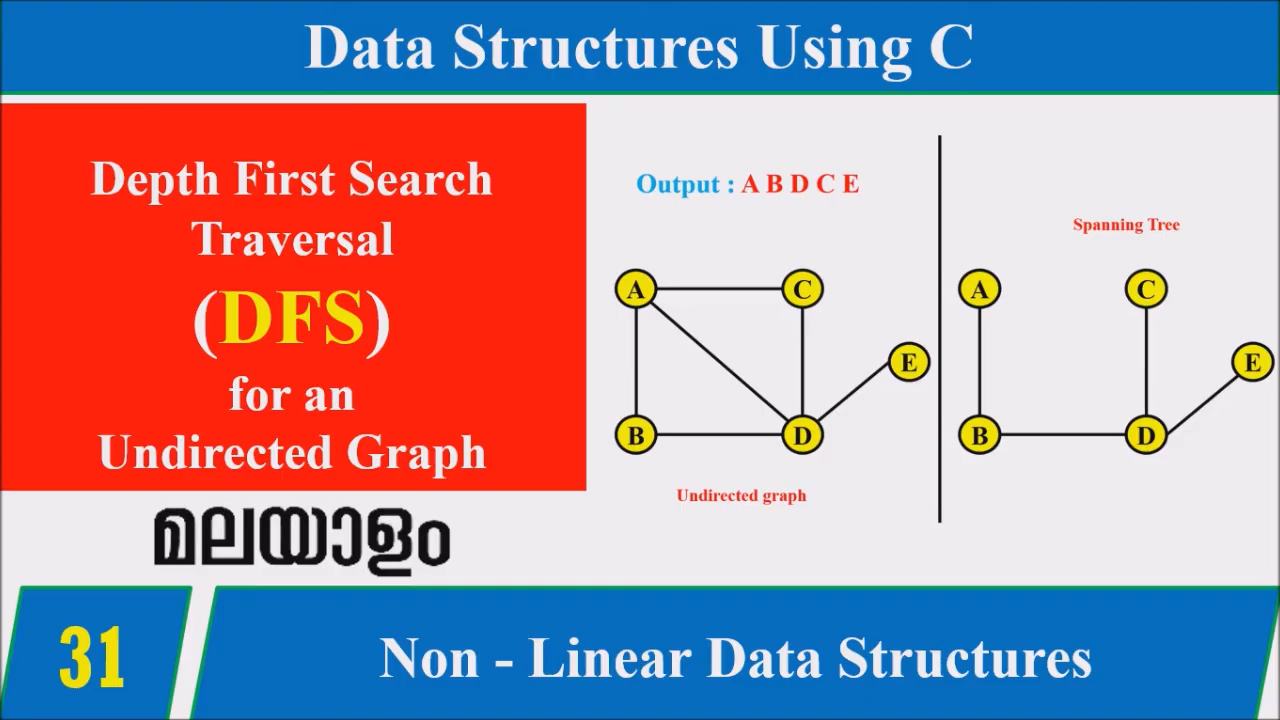 Data Structures Using C
Depth First Search
Traversal
(DFS)
for an
Undirected Graph
മലയാളം
Output : A B D C E
A
C
E
B
D
Undirected graph
Spanning Tree
A
C
E
B
D
31
Non - Linear Data Structures